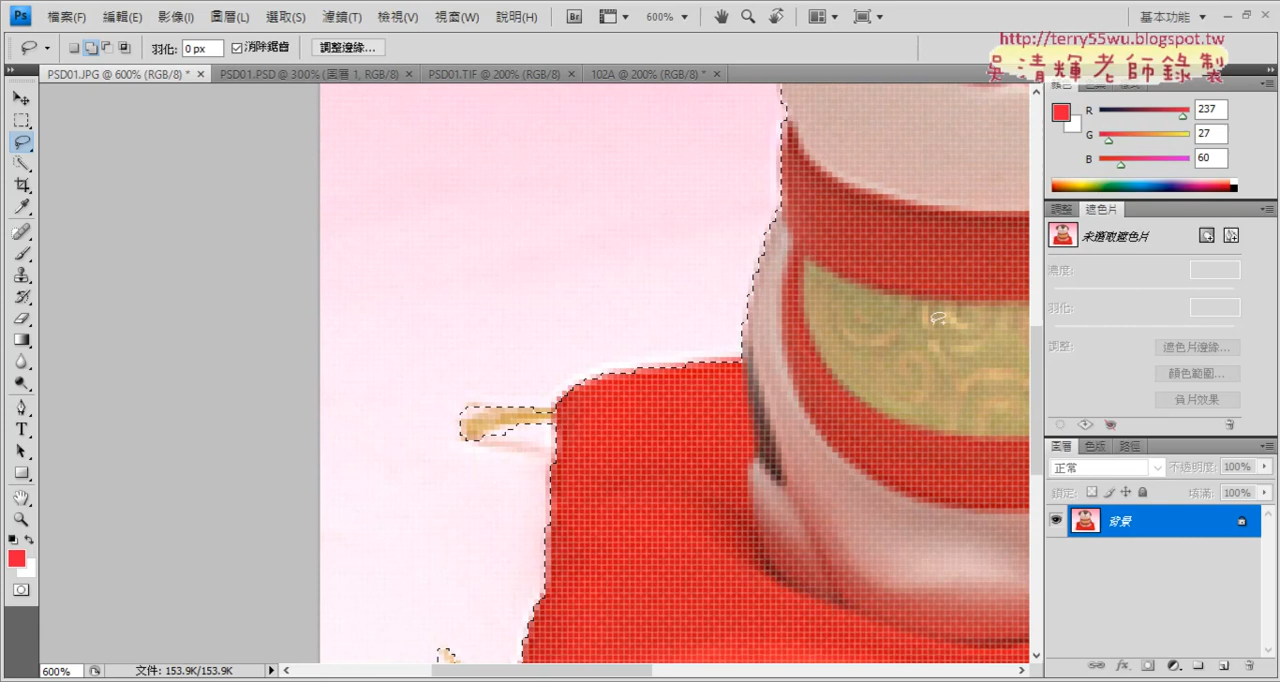 Ps 檔案(F) 編輯(E) 影像(I) 圖層(L) 選取(S) 濾鏡(T) 檢視(V) 視窗(W) 說明(H) Br 600% 基本功能
羽化: 0 px 消除鋸齒 調整邊緣...
http://terry55wu.blogspot.tw
吳清輝老師錄製
PSD01.JPG @ 600% (RGB/8) * PSD01.PSD @ 300% (圖層 1, RGB/8) PSD01.TIF @ 200% (RGB/8) 102A @ 200% (RGB/8) *
R 237
G 27
B 60
調整 遮色片
未選取遮色片
濃度:
羽化:
調整: 遮色片邊緣...
顏色範圍...
負片效果
圖層 色版 路徑
正常 不透明度: 100%
鎖定: 填滿: 100%
背景
T
600% 文件: 153.9K/153.9K
fx